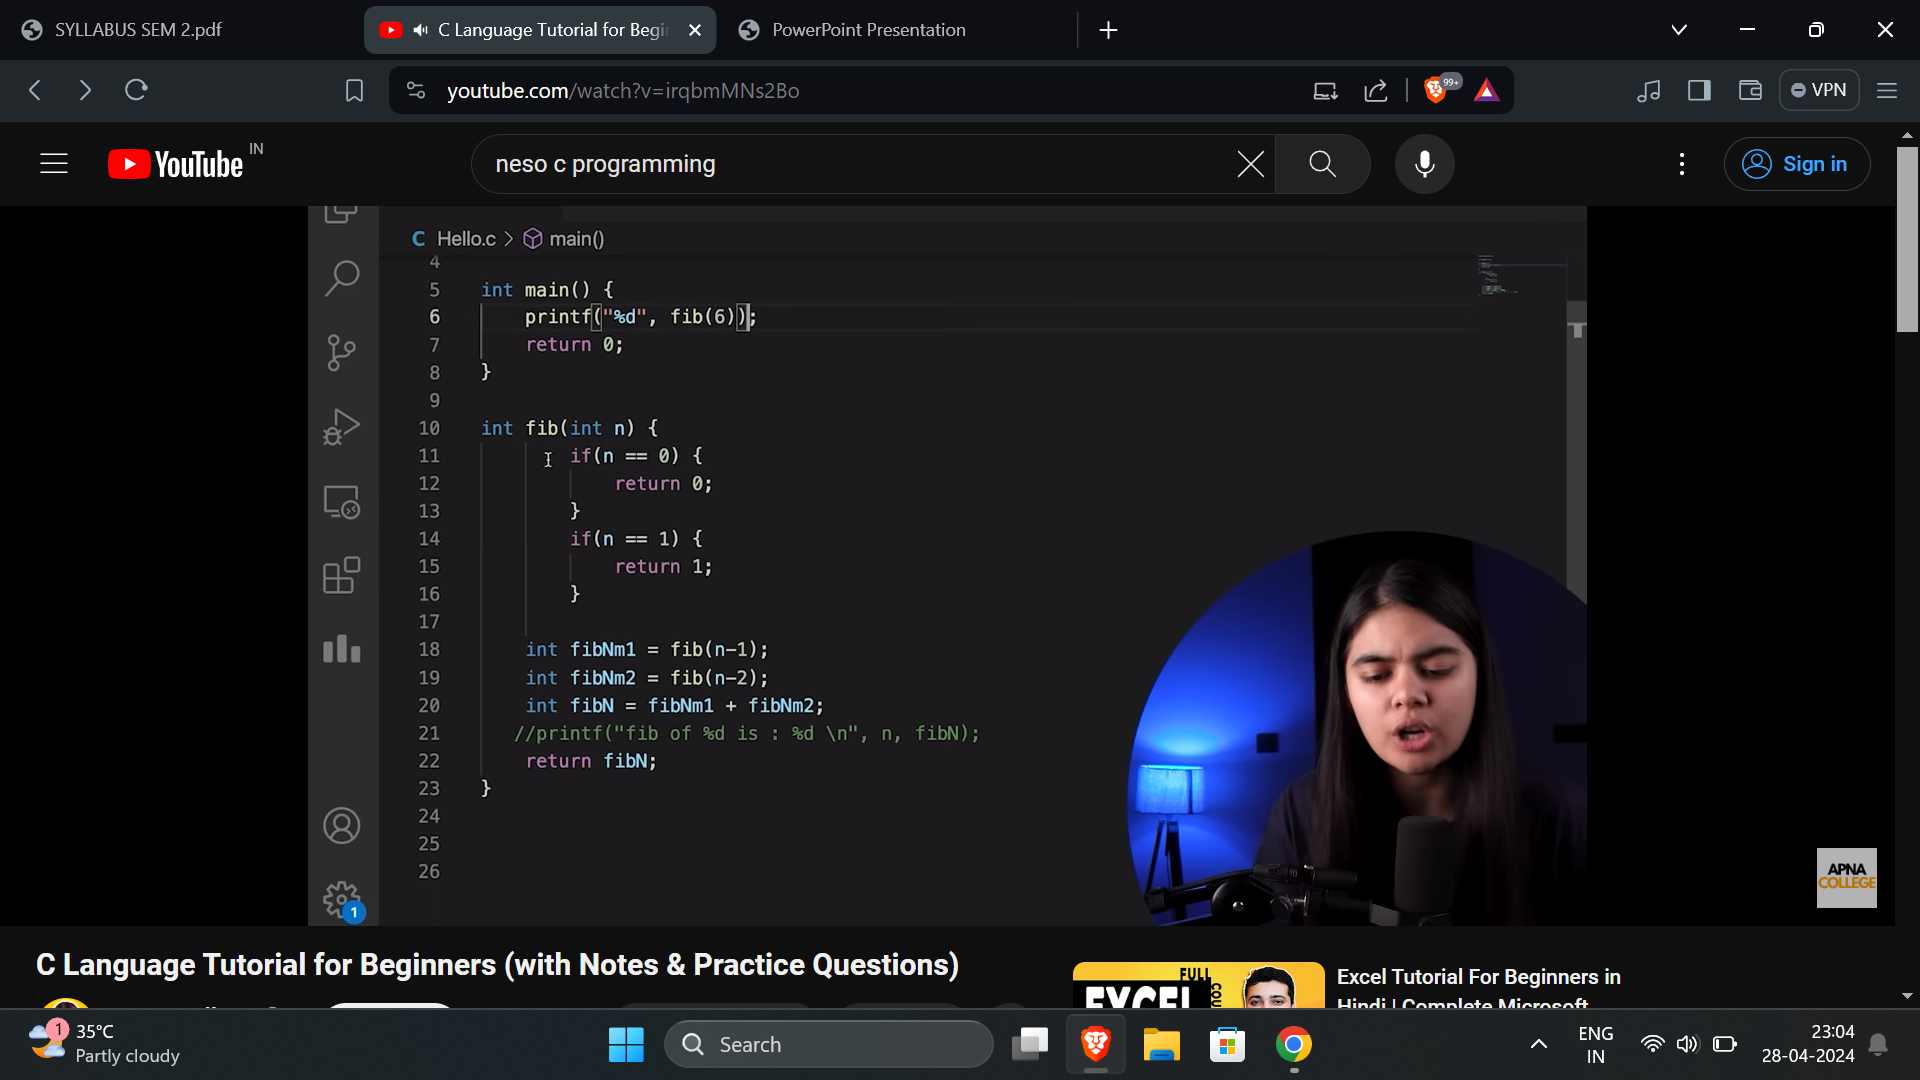 SYLLABUS SEM 2.pdf
C Language Tutorial for Begi
PowerPoint Presentation
youtube.com/watch?v=irqbmMNs2Bo
99+
VPN
YouTube IN
neso c programming
Sign in
C Hello.c > main()
4
5 int main() {
6 printf("%d", fib(6));
7 return 0;
8 }
9
10 int fib(int n) {
11 if(n == 0) {
12 return 0;
13 }
14 if(n == 1) {
15 return 1;
16 }
17
18 int fibNm1 = fib(n-1);
19 int fibNm2 = fib(n-2);
20 int fibN = fibNm1 + fibNm2;
21 //printf("fib of %d is : %d \n", n, fibN);
22 return fibN;
23 }
24
25
26
1
APNA
COLLEGE
C Language Tutorial for Beginners (with Notes & Practice Questions)
FULL
EXCEL
COU
Excel Tutorial For Beginners in
Hindi | Complete Microsoft
1
35°C
Partly cloudy
Search
ENG
IN
23:04
28-04-2024